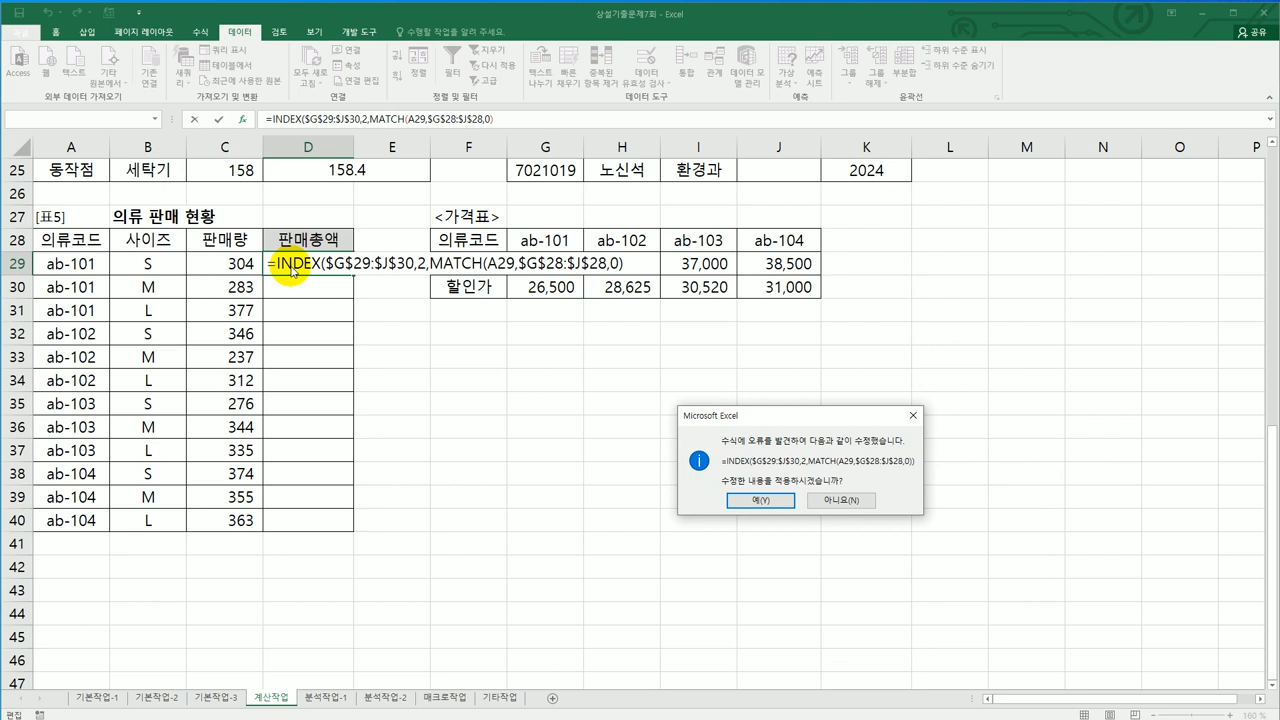 상설기출문제7회 - Excel
파일 홈 삽입 페이지 레이아웃 수식 데이터 검토 보기 개발 도구 수행할 작업을 알려 주세요. 공유
Access 웹 텍스트 기타 원본에서 기존 연결 새 쿼리 쿼리 표시 테이블에서 최근에 사용한 원본 모두 새로 고침 연결 속성 연결 편집 정렬 필터 지우기 다시 적용 고급 텍스트 나누기 빠른 채우기 중복된 항목 제거 데이터 유효성 검사 통합 관계 데이터 모델 관리 가상 분석 예측 시트 그룹 그룹 해제 부분합 하위 수준 표시 하위 수준 숨기기
외부 데이터 가져오기 가져오기 및 변환 연결 정렬 및 필터 데이터 도구 예측 윤곽선
=INDEX($G$29:$J$30,2,MATCH(A29,$G$28:$J$28,0)
A B C D E F G H I J K L M N O P
25 동작점 세탁기 158 158.4 7021019 노신석 환경과 2024
26
27 [표5] 의류 판매 현황 <가격표>
28 의류코드 사이즈 판매량 판매총액 의류코드 ab-101 ab-102 ab-103 ab-104
29 ab-101 S 304 =INDEX($G$29:$J$30,2,MATCH(A29,$G$28:$J$28,0) 37,000 38,500
30 ab-101 M 283 할인가 26,500 28,625 30,520 31,000
31 ab-101 L 377
32 ab-102 S 346
33 ab-102 M 237
34 ab-102 L 312
35 ab-103 S 276
36 ab-103 M 344
37 ab-103 L 335
38 ab-104 S 374
39 ab-104 M 355
40 ab-104 L 363
41
42
43
44
45
46
47
Microsoft Excel
수식에 오류를 발견하여 다음과 같이 수정했습니다.
=INDEX($G$29:$J$30,2,MATCH(A29,$G$28:$J$28,0))
수정한 내용을 적용하시겠습니까?
예(Y) 아니요(N)
기본작업-1 기본작업-2 기본작업-3 계산작업 분석작업-1 분석작업-2 매크로작업 기타작업
편집 160 %